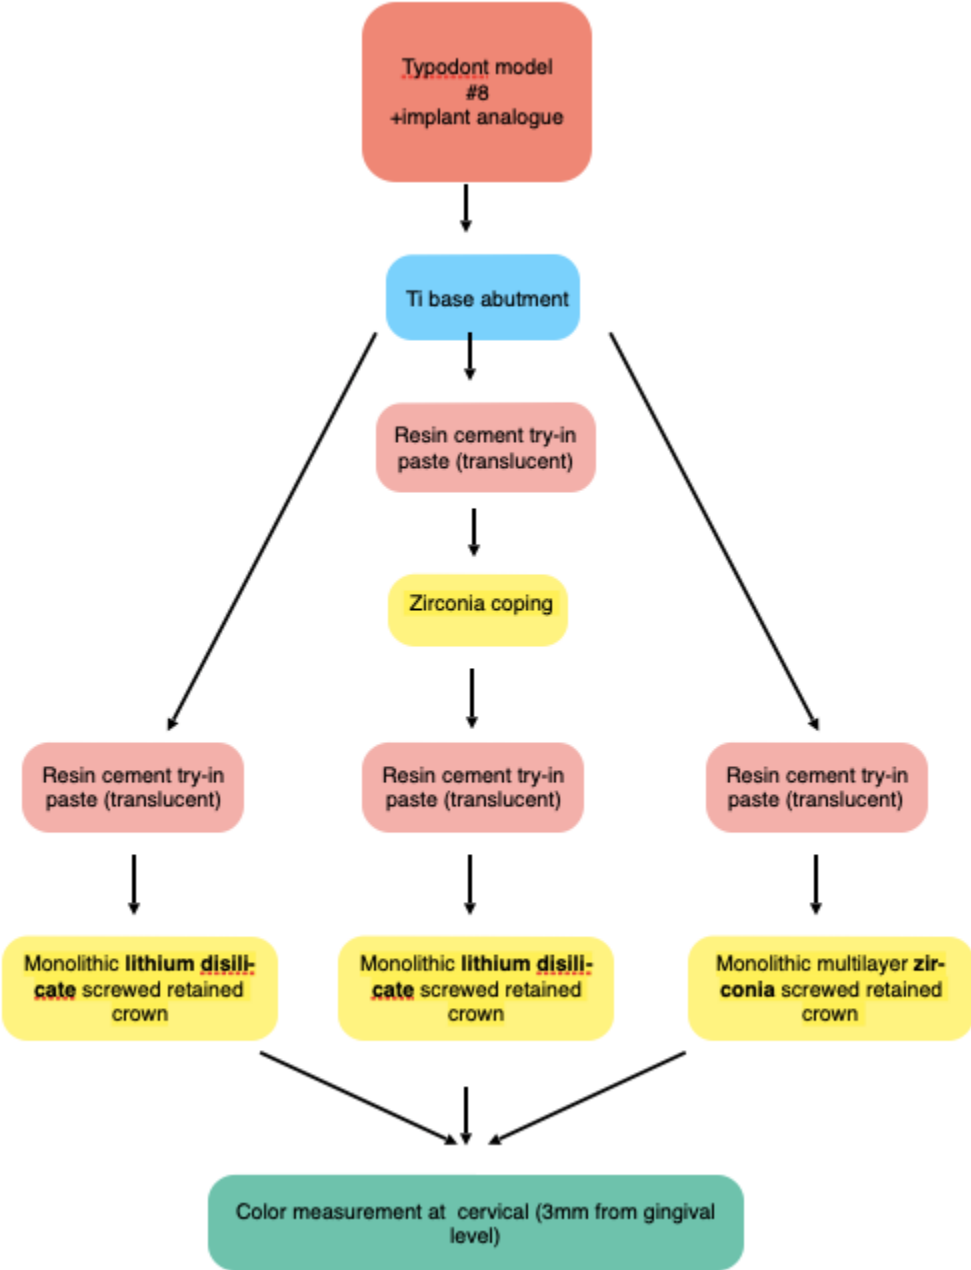 Typodont model
#8
+implant analogue
Ti base abutment
Resin cement try-in
paste (translucent)
Zirconia coping
Resin cement try-in
paste (translucent)
Resin cement try-in
paste (translucent)
Resin cement try-in
paste (translucent)
Monolithic lithium disili-
cate screwed retained
crown
Monolithic lithium disili-
cate screwed retained
crown
Monolithic multilayer zir-
conia screwed retained
crown
Color measurement at  cervical (3mm from gingival
level)